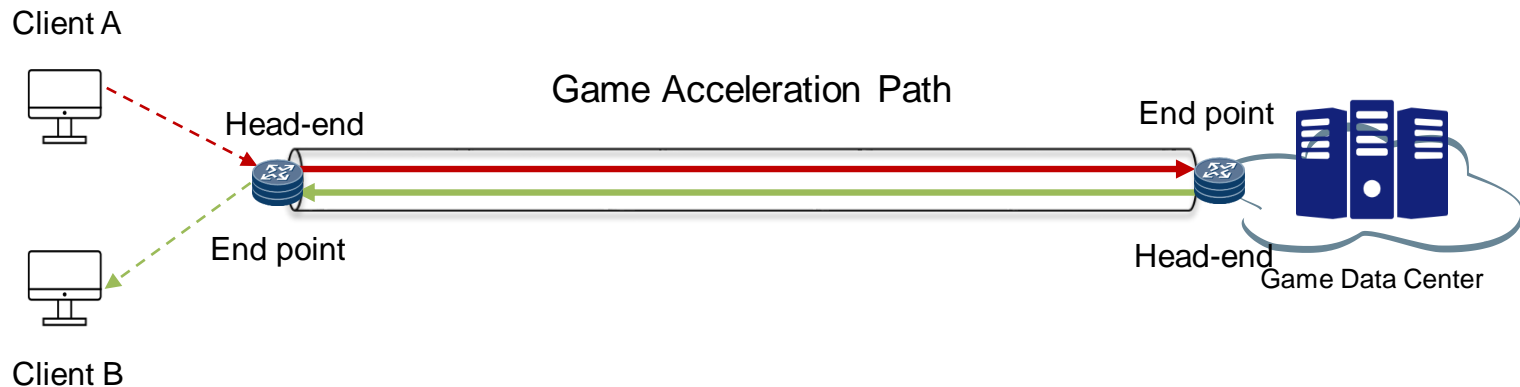 Client A
Game Acceleration Path
End point
Head-end
End point
Head-end
Game Data Center
Client B